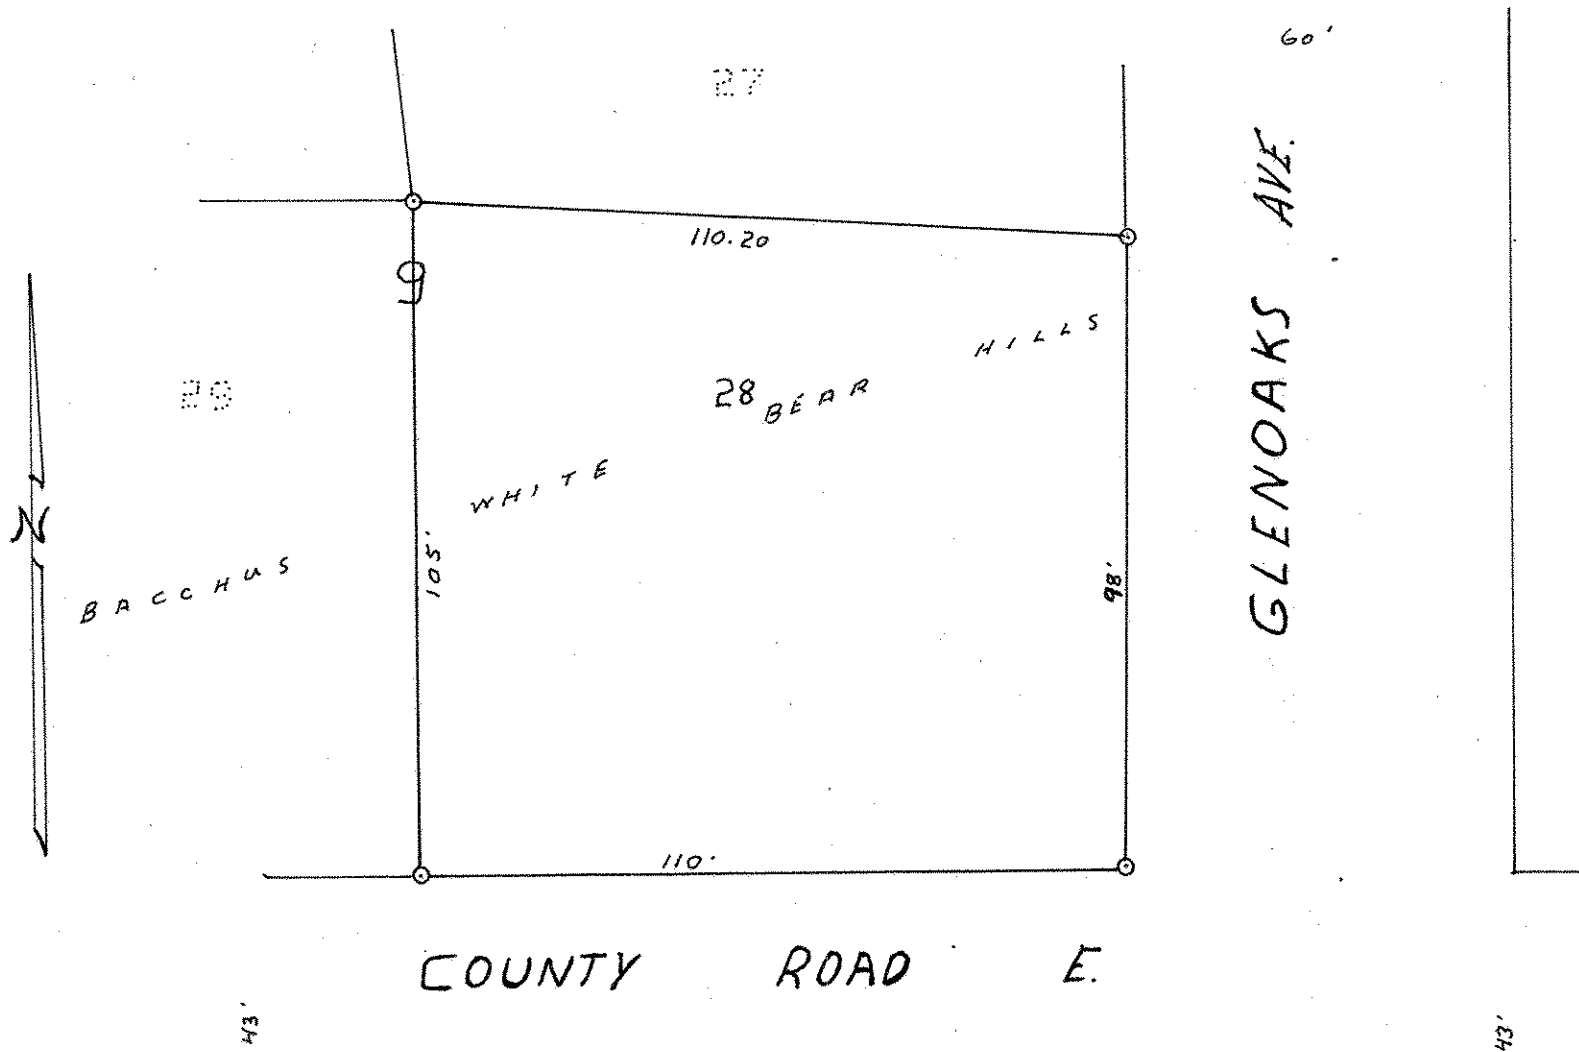 60'
27
110.20
9
29
28
BACCHUS WHITE BEAR HILLS
105'
98'
GLENOAKS AVE.
N
110'
COUNTY ROAD E.
43'
43'